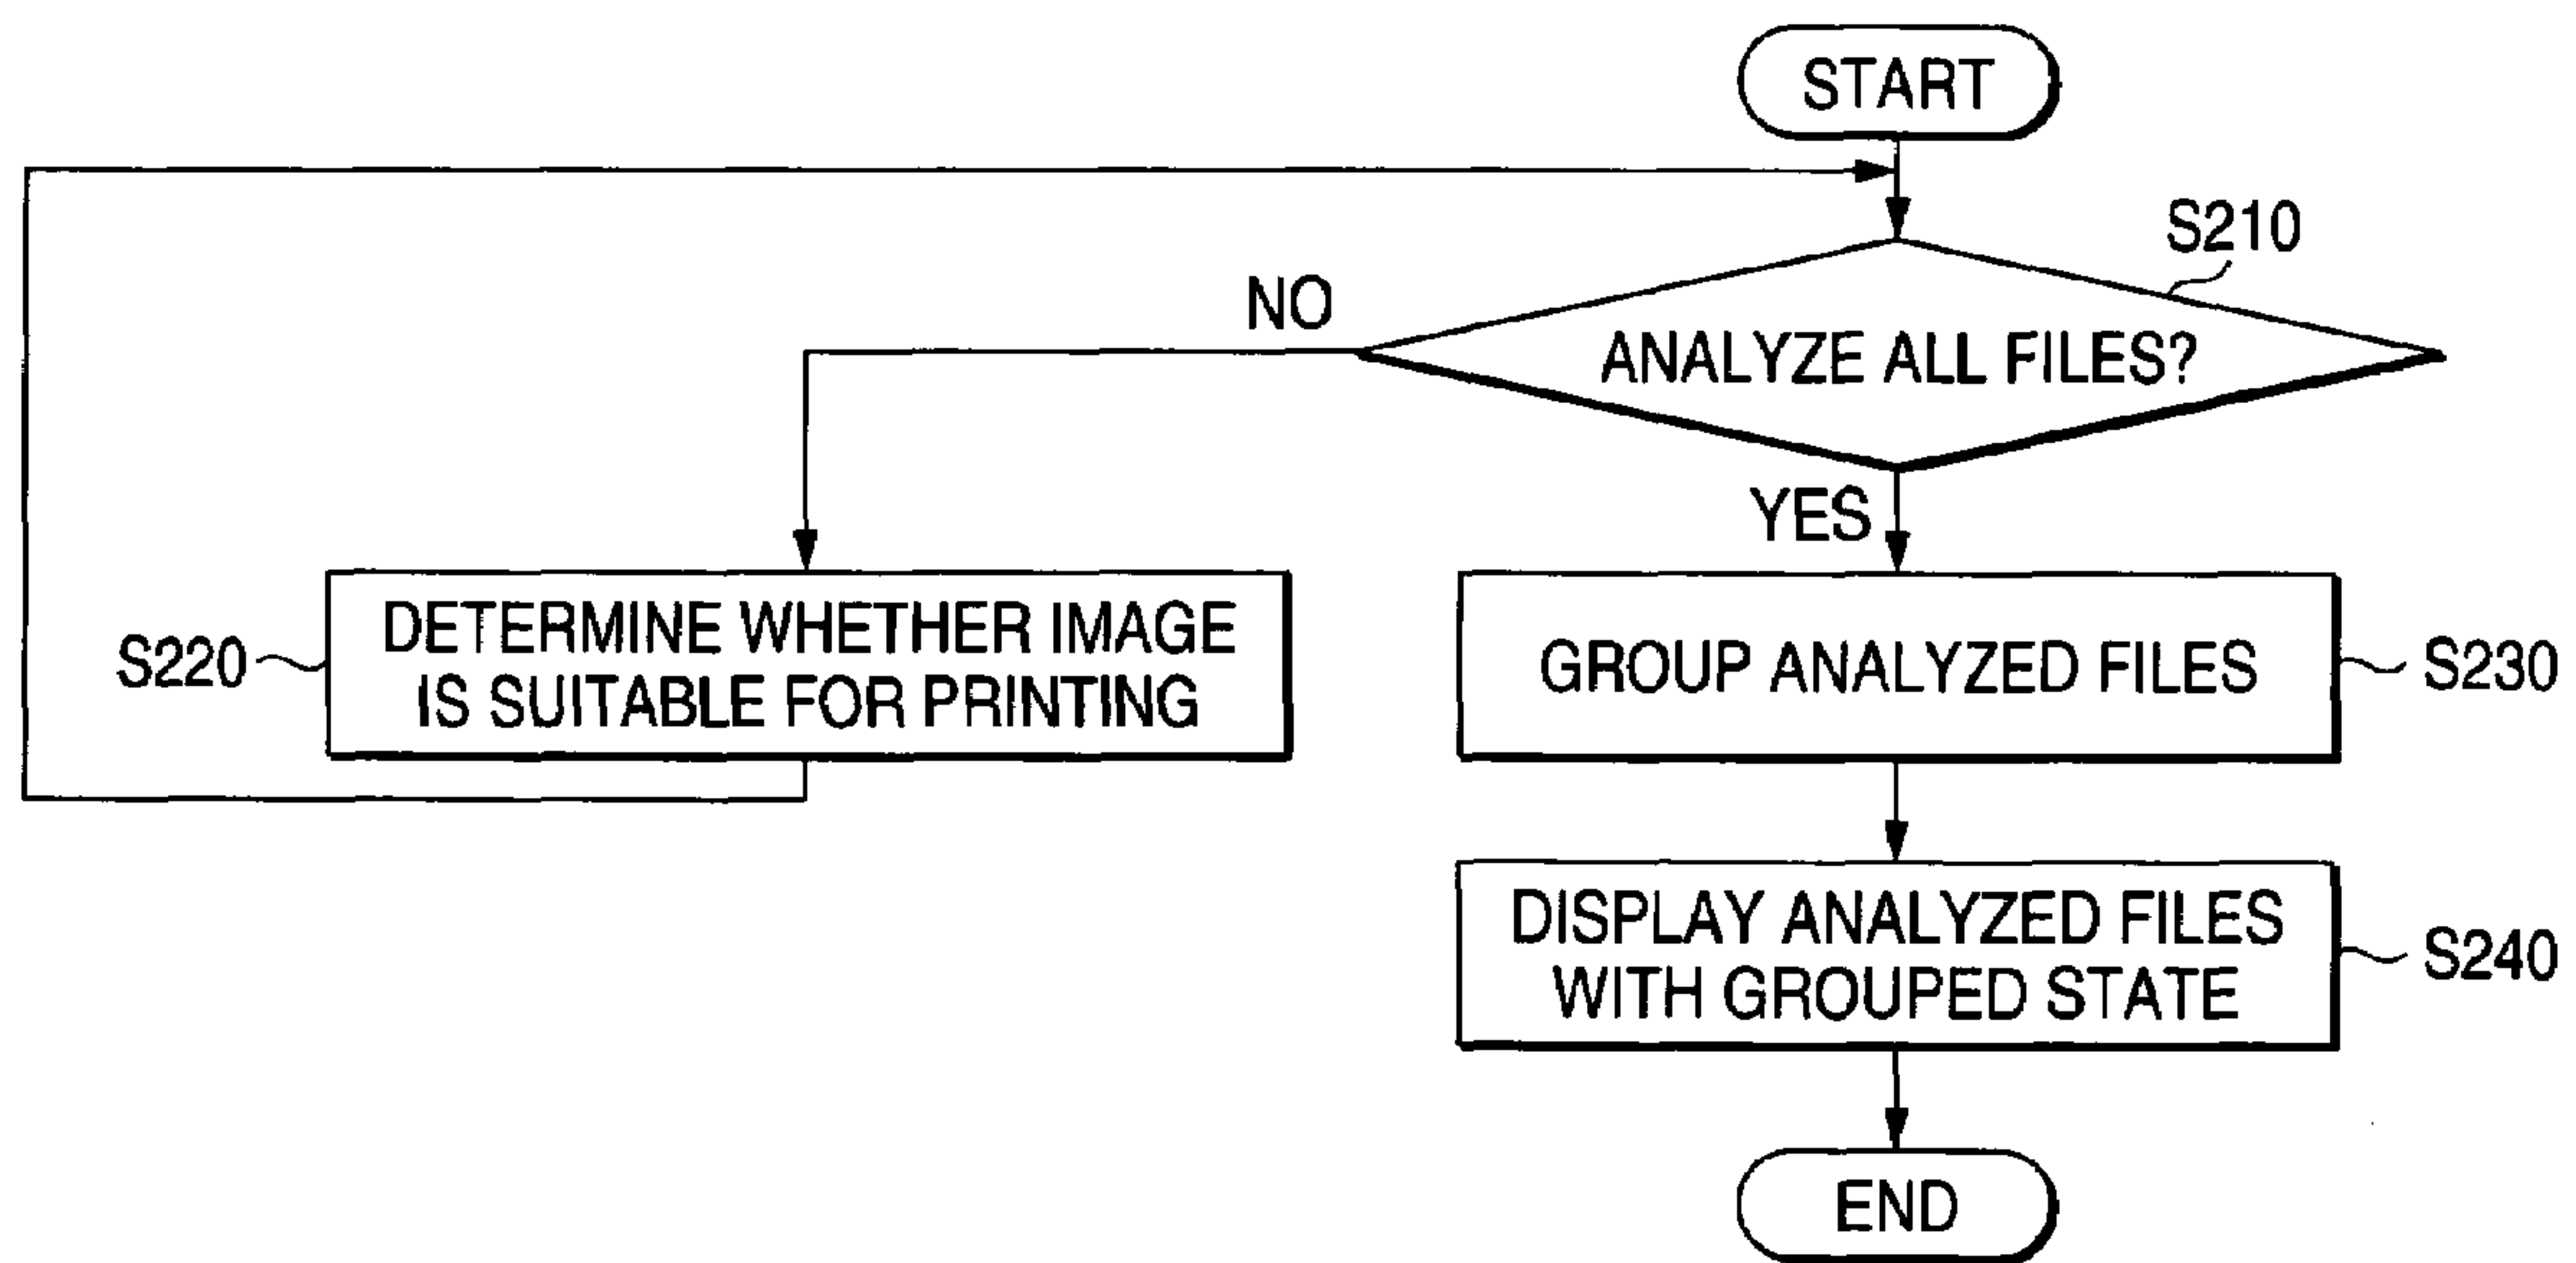 START
S210
NO
ANALYZE ALL FILES?
YES
S220
DETERMINE WHETHER IMAGE
IS SUITABLE FOR PRINTING
GROUP ANALYZED FILES
S230
DISPLAY ANALYZED FILES
WITH GROUPED STATE
S240
END